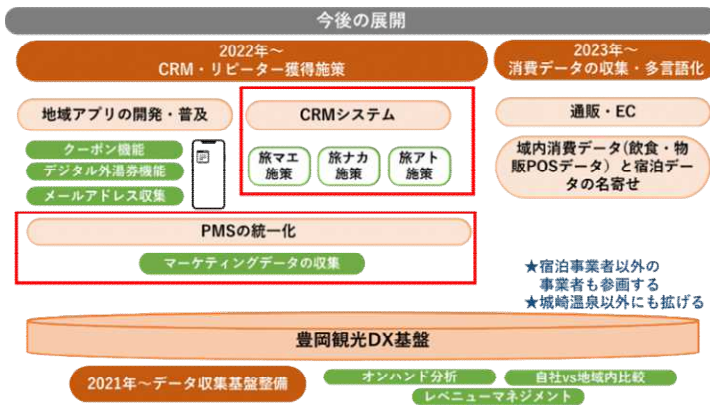 今後の展開
2022年～
CRM・リピーター獲得施策
2023年～
消費データの収集・多言語化
地域アプリの開発・普及
クーポン機能
デジタル外湯券機能
メールアドレス収集
CRMシステム
旅マエ
施策
旅ナカ
施策
旅アト
施策
通販・EC
域内消費データ(飲食・物
販POSデータ）と宿泊デー
タの名寄せ
PMSの統一化
マーケティングデータの収集
★宿泊事業者以外の
事業者も参画する
★城崎温泉以外にも拡げる
豊岡観光DX基盤
2021年～データ収集基盤整備
オンハンド分析
自社vs地域内比較
レベニューマネジメント